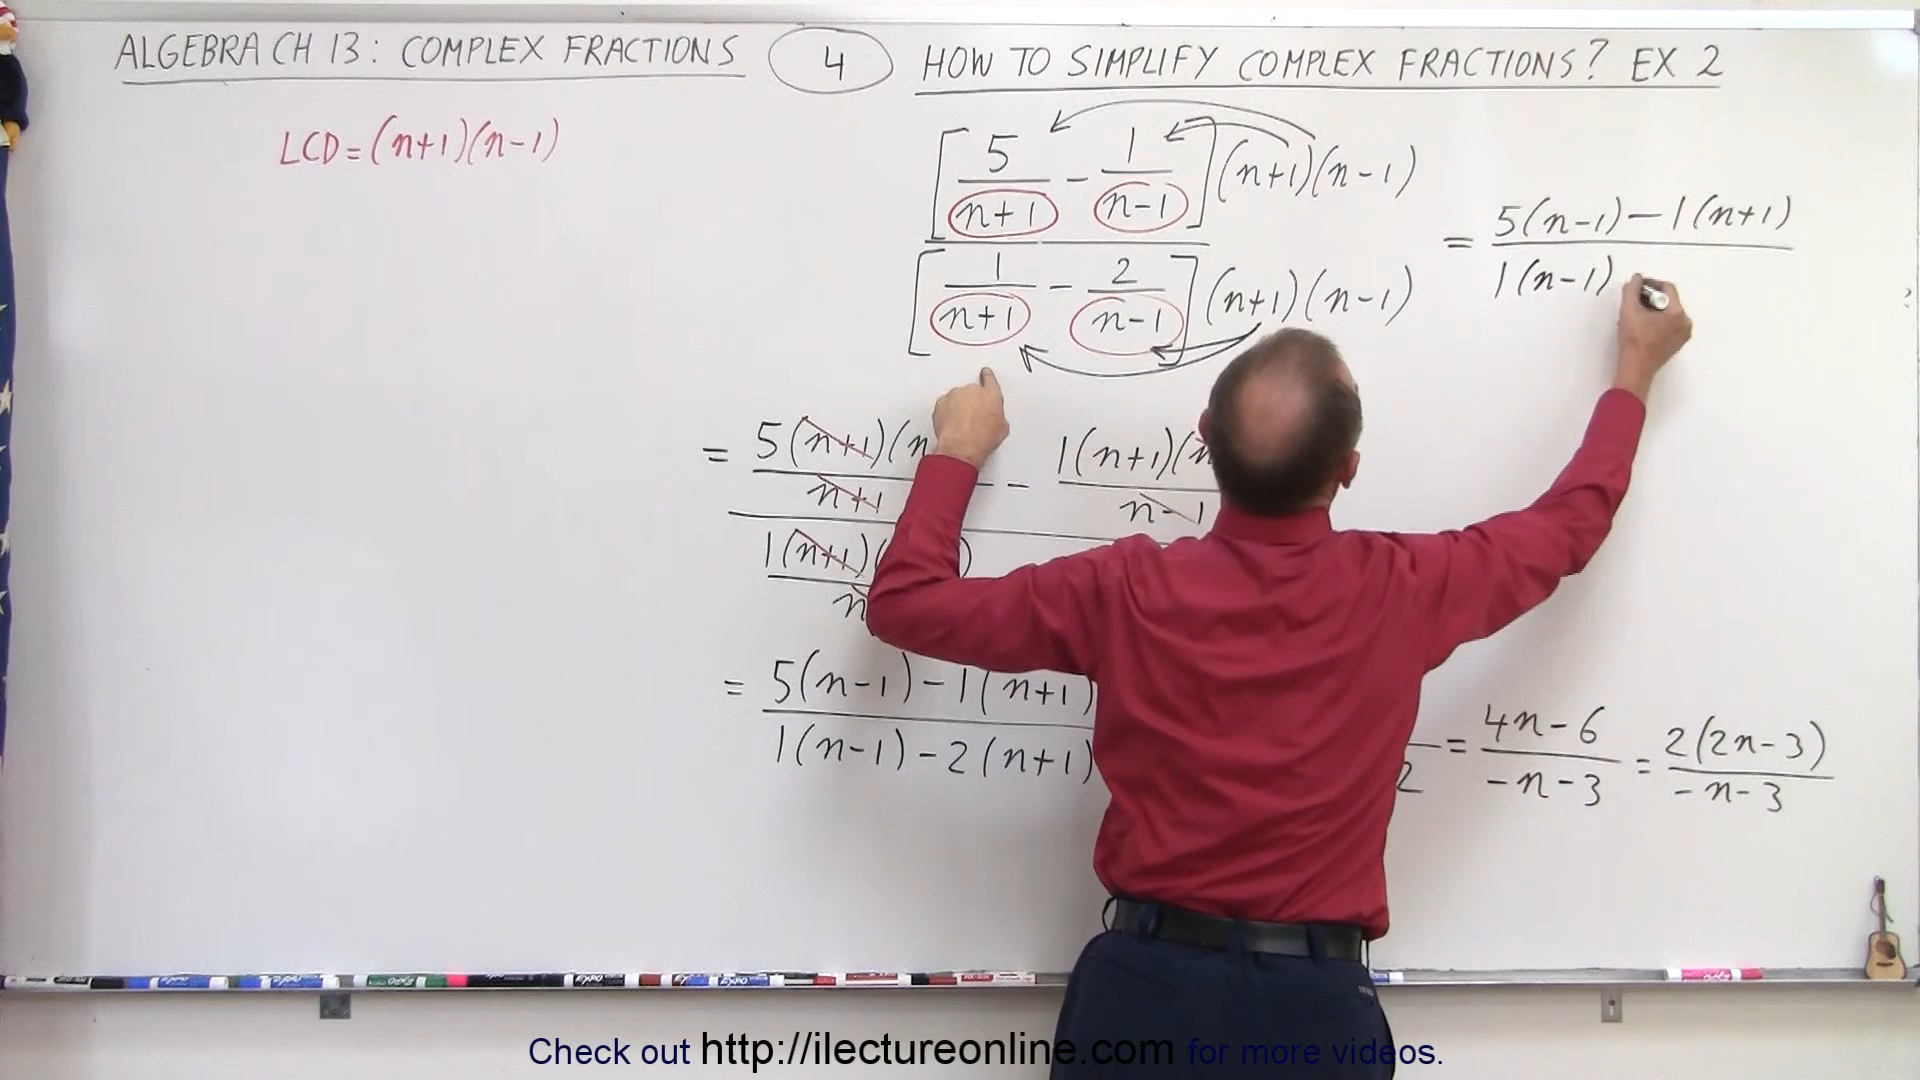 ALGEBRA CH 13: COMPLEX FRACTIONS 4 HOW TO SIMPLIFY COMPLEX FRACTIONS? EX 2
LCD = (n+1)(n-1)
[ 5/(n+1) - 1/(n-1) ] (n+1)(n-1)
[ 1/(n+1) - 2/(n-1) ] (n+1)(n-1)
= 5(n-1) - 1(n+1)
1(n-1)
= 5(n+1)(n - 1(n+1)(n
n+1 n-1
1(n+1)( )
n
= 5(n-1) - 1(n+1)
1(n-1) - 2(n+1)
2 = 4n-6 = 2(2n-3)
-n-3 -n-3
Check out http://ilectureonline.com for more videos.